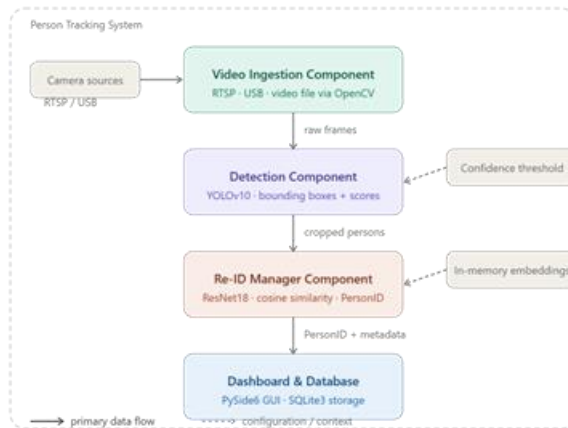 Person Tracking System
Video Ingestion Component
Camera sources
RTSP · USB · video file via OpenCV
RTSP / USB
raw frames
Detection Component
Confidence threshold
YOLOv10 · bounding boxes + scores
cropped persons
Re-ID Manager Component
In-memory embeddings
ResNet18 · cosine similarity · PersonID
PersonID + metadata
Dashboard & Database
PySide6 GUI · SQLite3 storage
primary data flow
configuration / context